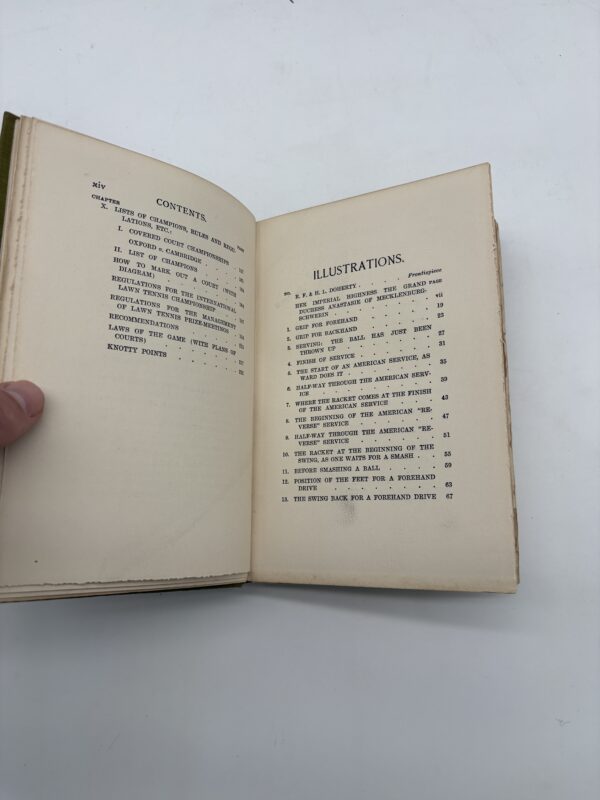 xiv
CONTENTS.
CHAPTER PAGE
X. LISTS OF CHAMPIONS, RULES AND REGU-
LATIONS, ETC.:
I. COVERED COURT CHAMPIONSHIPS
OXFORD v. CAMBRIDGE
II. LIST OF CHAMPIONS
HOW TO MARK OUT A COURT (WITH
DIAGRAM)
REGULATIONS FOR THE INTERNATIONAL
LAWN TENNIS CHAMPIONSHIP
REGULATIONS FOR THE MANAGEMENT
OF LAWN TENNIS PRIZE-MEETINGS
RECOMMENDATIONS
LAWS OF THE GAME (WITH PLANS OF
COURTS)
KNOTTY POINTS
ILLUSTRATIONS.
NO. R. F. & H. L. DOHERTY Frontispiece
HER IMPERIAL HIGHNESS THE GRAND PAGE
DUCHESS ANASTASIE OF MECKLENBURG-
SCHWERIN vii
1. GRIP FOR FOREHAND 19
2. GRIP FOR BACKHAND 23
3. SERVING: THE BALL HAS JUST BEEN
THROWN UP 27
4. FINISH OF SERVICE 31
5. THE START OF AN AMERICAN SERVICE, AS
WARD DOES IT 35
6. HALF-WAY THROUGH THE AMERICAN SERV-
ICE 39
7. WHERE THE RACKET COMES AT THE FINISH
OF THE AMERICAN SERVICE 43
8. THE BEGINNING OF THE AMERICAN "RE-
VERSE" SERVICE 47
9. HALF-WAY THROUGH THE AMERICAN "RE-
VERSE" SERVICE 51
10. THE RACKET AT THE BEGINNING OF THE
SWING, AS ONE WAITS FOR A SMASH 55
11. BEFORE SMASHING A BALL 59
12. POSITION OF THE FEET FOR A FOREHAND
DRIVE 63
13. THE SWING BACK FOR A FOREHAND DRIVE 67